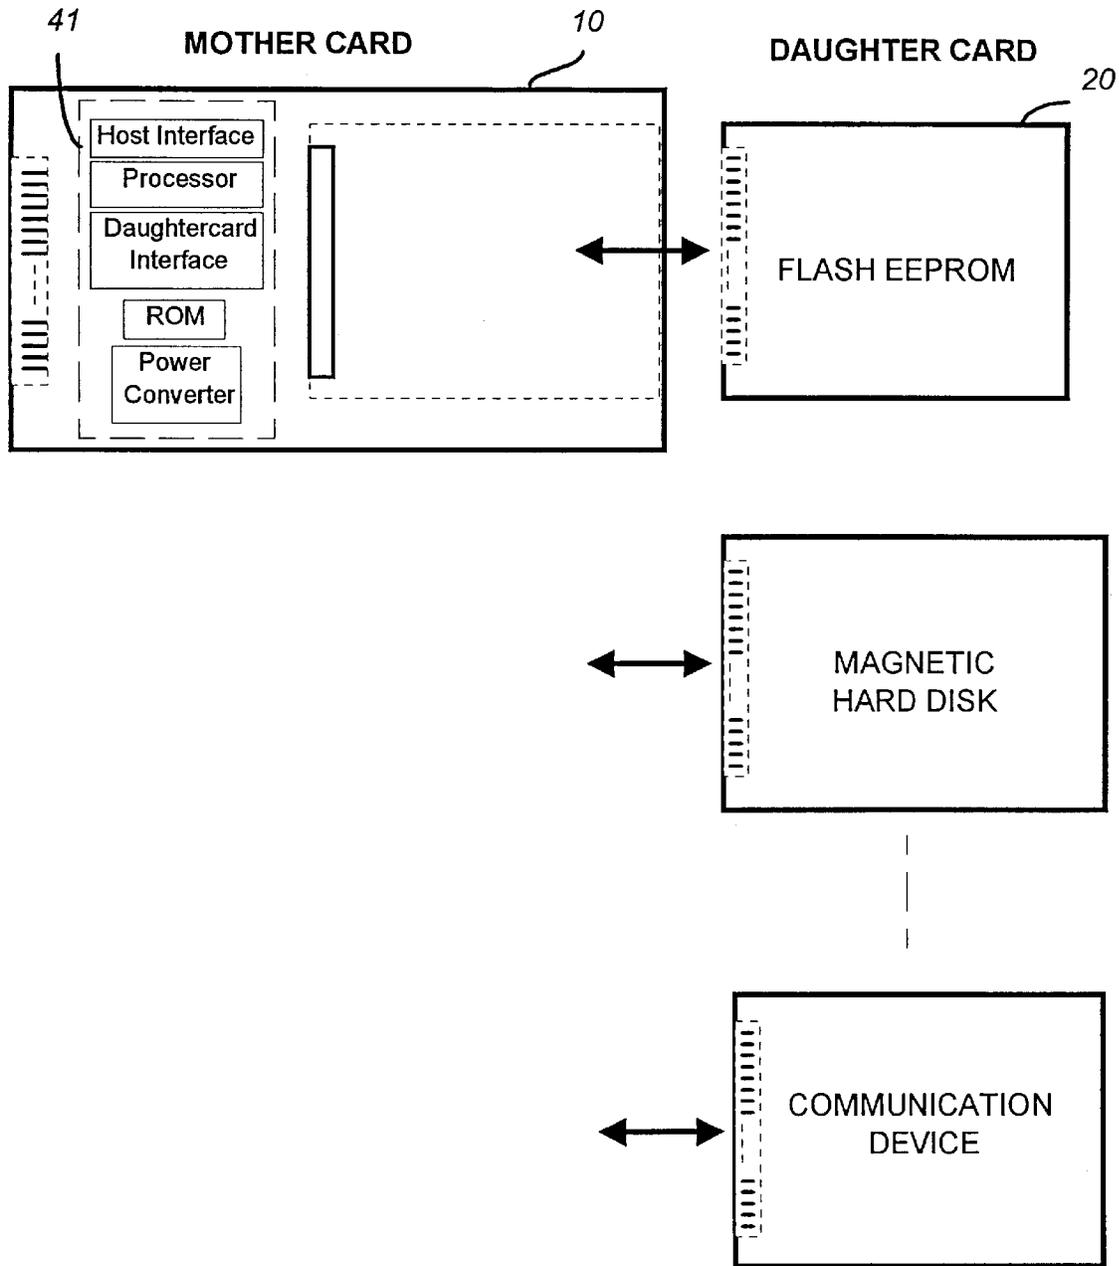 41
MOTHER CARD
10
DAUGHTER CARD
20
Host Interface
Processor
Daughtercard
Interface
ROM
Power
Converter
FLASH EEPROM
MAGNETIC
HARD DISK
COMMUNICATION
DEVICE